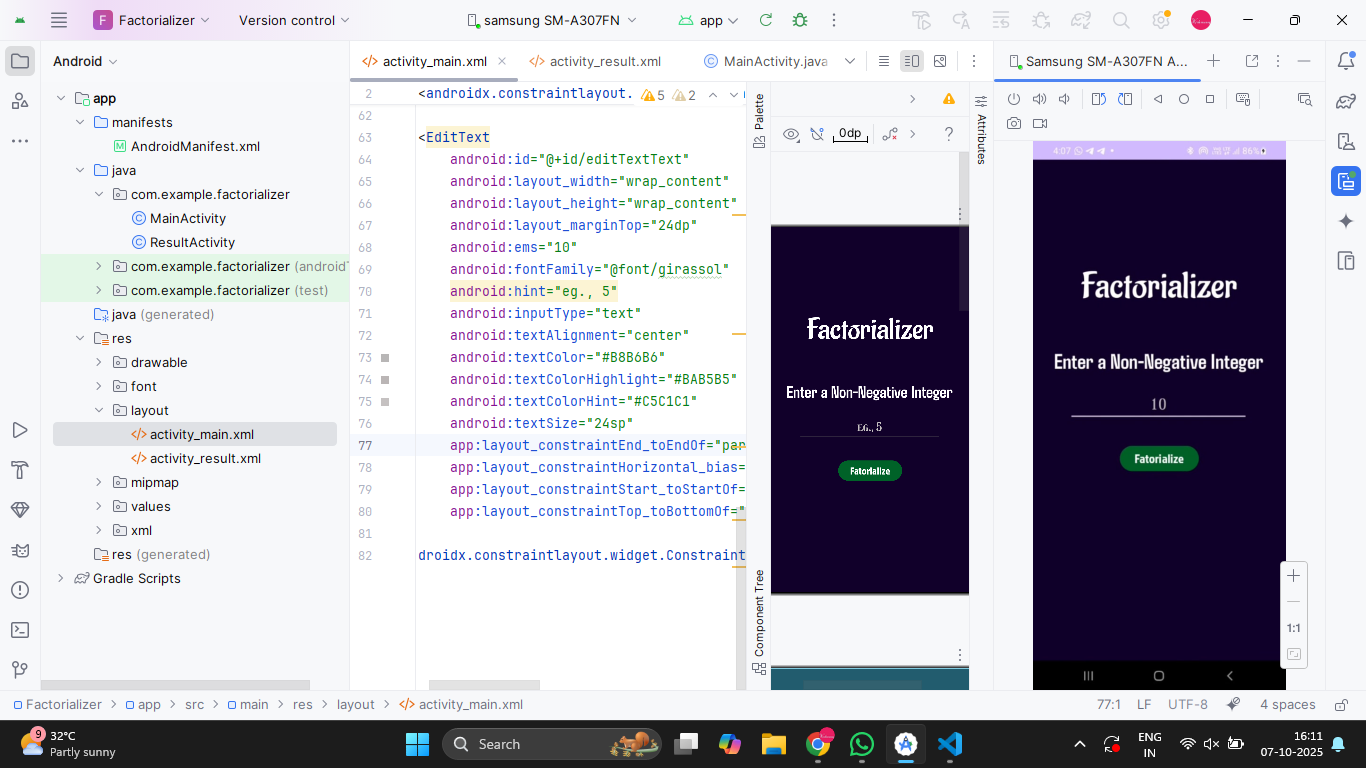 F Factorializer Version control samsung SM-A307FN app
Android
app
manifests
AndroidManifest.xml
java
com.example.factorializer
MainActivity
ResultActivity
com.example.factorializer (android
com.example.factorializer (test)
java (generated)
res
drawable
font
layout
activity_main.xml
activity_result.xml
mipmap
values
xml
res (generated)
Gradle Scripts
activity_main.xml activity_result.xml MainActivity.java
2 <androidx.constraintlayout. 5 2
62
63 <EditText
64 android:id="@+id/editTextText"
65 android:layout_width="wrap_content"
66 android:layout_height="wrap_content"
67 android:layout_marginTop="24dp"
68 android:ems="10"
69 android:fontFamily="@font/girassol"
70 android:hint="eg., 5"
71 android:inputType="text"
72 android:textAlignment="center"
73 android:textColor="#B8B6B6"
74 android:textColorHighlight="#BAB5B5"
75 android:textColorHint="#C5C1C1"
76 android:textSize="24sp"
77 app:layout_constraintEnd_toEndOf="par
78 app:layout_constraintHorizontal_bias=
79 app:layout_constraintStart_toStartOf=
80 app:layout_constraintTop_toBottomOf="
81
82 droidx.constraintlayout.widget.Constraint
Palette
Component Tree
0dp ?
Attributes
Factorializer
Enter a Non-Negative Integer
EG., 5
Fatorialize
Samsung SM-A307FN A...
4:07 86%
Factorializer
Enter a Non-Negative Integer
10
Fatorialize
1:1
Factorializer > app > src > main > res > layout > activity_main.xml 77:1 LF UTF-8 4 spaces
9
32°C
Partly sunny
Search
ENG
IN
16:11
07-10-2025